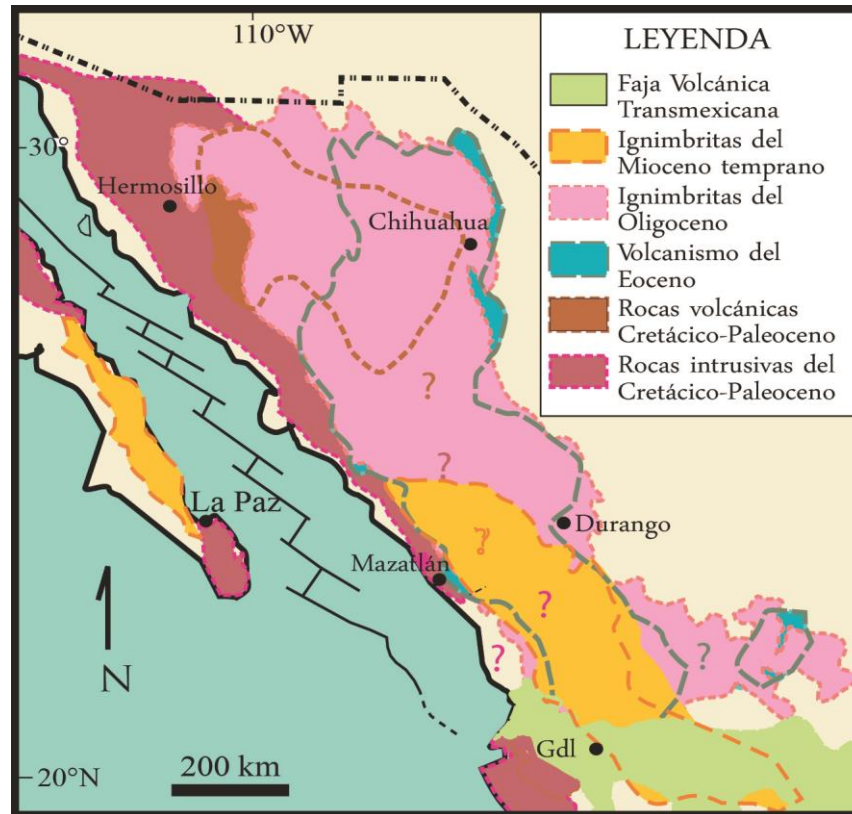 110°W
30°
Hermosillo
Chihuahua
?
?
La Paz
Durango
?
Mazatlán
?
?
?
N
Gdl
20°N
200 km
LEYENDA
Faja Volcánica
Transmexicana
Ignimbritas del
Mioceno temprano
Ignimbritas del
Oligoceno
Volcanismo del
Eoceno
Rocas volcánicas
Cretácico-Paleoceno
Rocas intrusivas del
Cretácico-Paleoceno